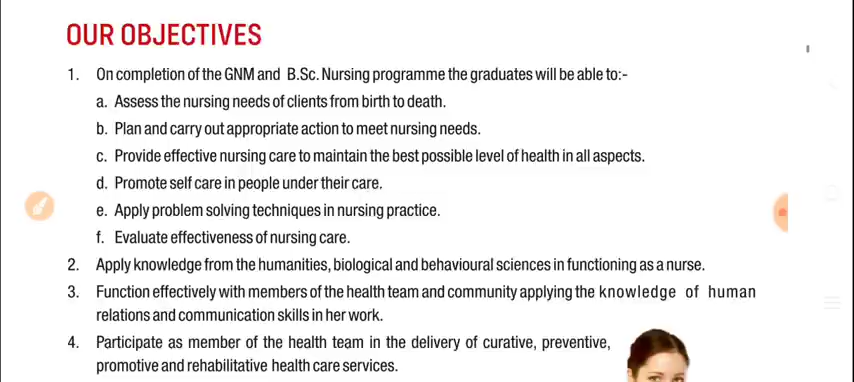 OUR OBJECTIVES
1. On completion of the GNM and B.Sc. Nursing programme the graduates will be able to:-
a. Assess the nursing needs of clients from birth to death.
b. Plan and carry out appropriate action to meet nursing needs.
c. Provide effective nursing care to maintain the best possible level of health in all aspects.
d. Promote self care in people under their care.
e. Apply problem solving techniques in nursing practice.
f. Evaluate effectiveness of nursing care.
2. Apply knowledge from the humanities, biological and behavioural sciences in functioning as a nurse.
3. Function effectively with members of the health team and community applying the knowledge of human
relations and communication skills in her work.
4. Participate as member of the health team in the delivery of curative, preventive,
promotive and rehabilitative health care services.